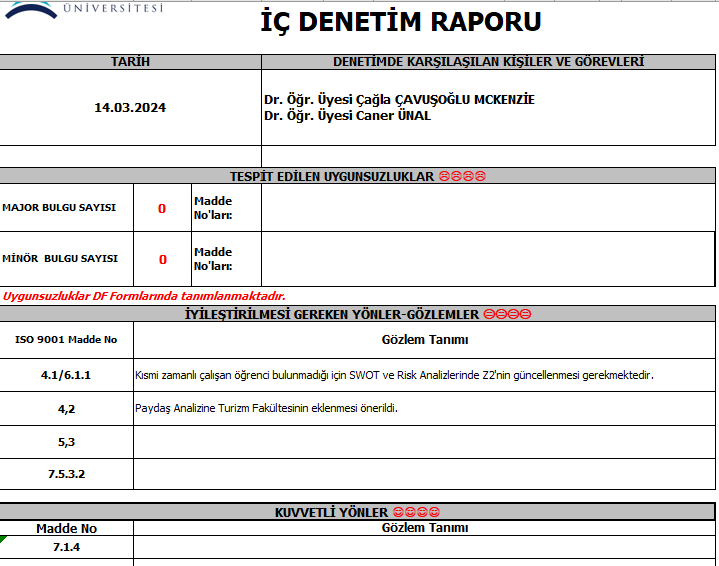 ÜNİVERSİTESİ
İÇ DENETİM RAPORU
TARİH
DENETİMDE KARŞILAŞILAN KİŞİLER VE GÖREVLERİ
14.03.2024
Dr. Öğr. Üyesi Çağla ÇAVUŞOĞLU MCKENZİE
Dr. Öğr. Üyesi Caner ÜNAL
TESPİT EDİLEN UYGUNSUZLUKLAR ☹☹☹☹
MAJOR BULGU SAYISI
0
Madde
No'ları:
MİNÖR BULGU SAYISI
0
Madde
No'ları:
Uygunsuzluklar DF Formlarında tanımlanmaktadır.
İYİLEŞTİRİLMESİ GEREKEN YÖNLER-GÖZLEMLER 😐😐😐😐
ISO 9001 Madde No
Gözlem Tanımı
4.1/6.1.1
Kısmi zamanlı çalışan öğrenci bulunmadığı için SWOT ve Risk Analizlerinde Z2'nin güncellenmesi gerekmektedir.
4,2
Paydaş Analizine Turizm Fakültesinin eklenmesi önerildi.
5,3
7.5.3.2
KUVVETLİ YÖNLER ☺☺☺☺
Madde No
Gözlem Tanımı
7.1.4